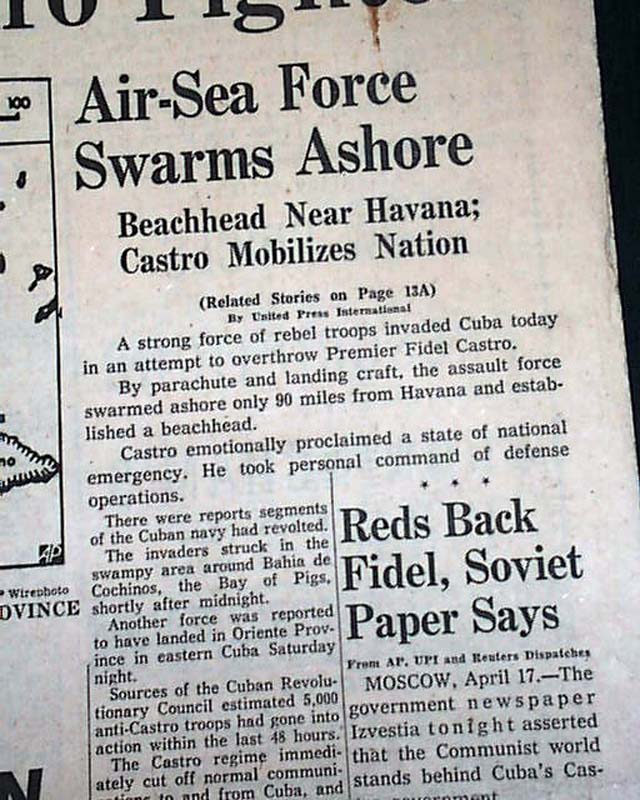 100
AP
Wirephoto
OVINCE
Air-Sea Force
Swarms Ashore
Beachhead Near Havana;
Castro Mobilizes Nation
(Related Stories on Page 13A)
By United Press International
A strong force of rebel troops invaded Cuba today
in an attempt to overthrow Premier Fidel Castro.
By parachute and landing craft, the assault force
swarmed ashore only 90 miles from Havana and estab-
lished a beachhead.
Castro emotionally proclaimed a state of national
emergency. He took personal command of defense
operations.
There were reports segments
of the Cuban navy had revolted.
The invaders struck in the
swampy area around Bahia de
Cochinos, the Bay of Pigs,
shortly after midnight.
Another force was reported
to have landed in Oriente Prov-
ince in eastern Cuba Saturday
night.
Sources of the Cuban Revolu-
tionary Council estimated 5,000
anti-Castro troops had gone into
action within the last 48 hours.
The Castro regime immedi-
ately cut off normal communi-
to and from Cuba, and
* * *
Reds Back
Fidel, Soviet
Paper Says
From AP, UPI and Reuters Dispatches
MOSCOW, April 17.—The
government newspaper
Izvestia tonight asserted
that the Communist world
stands behind Cuba's Cas-
government